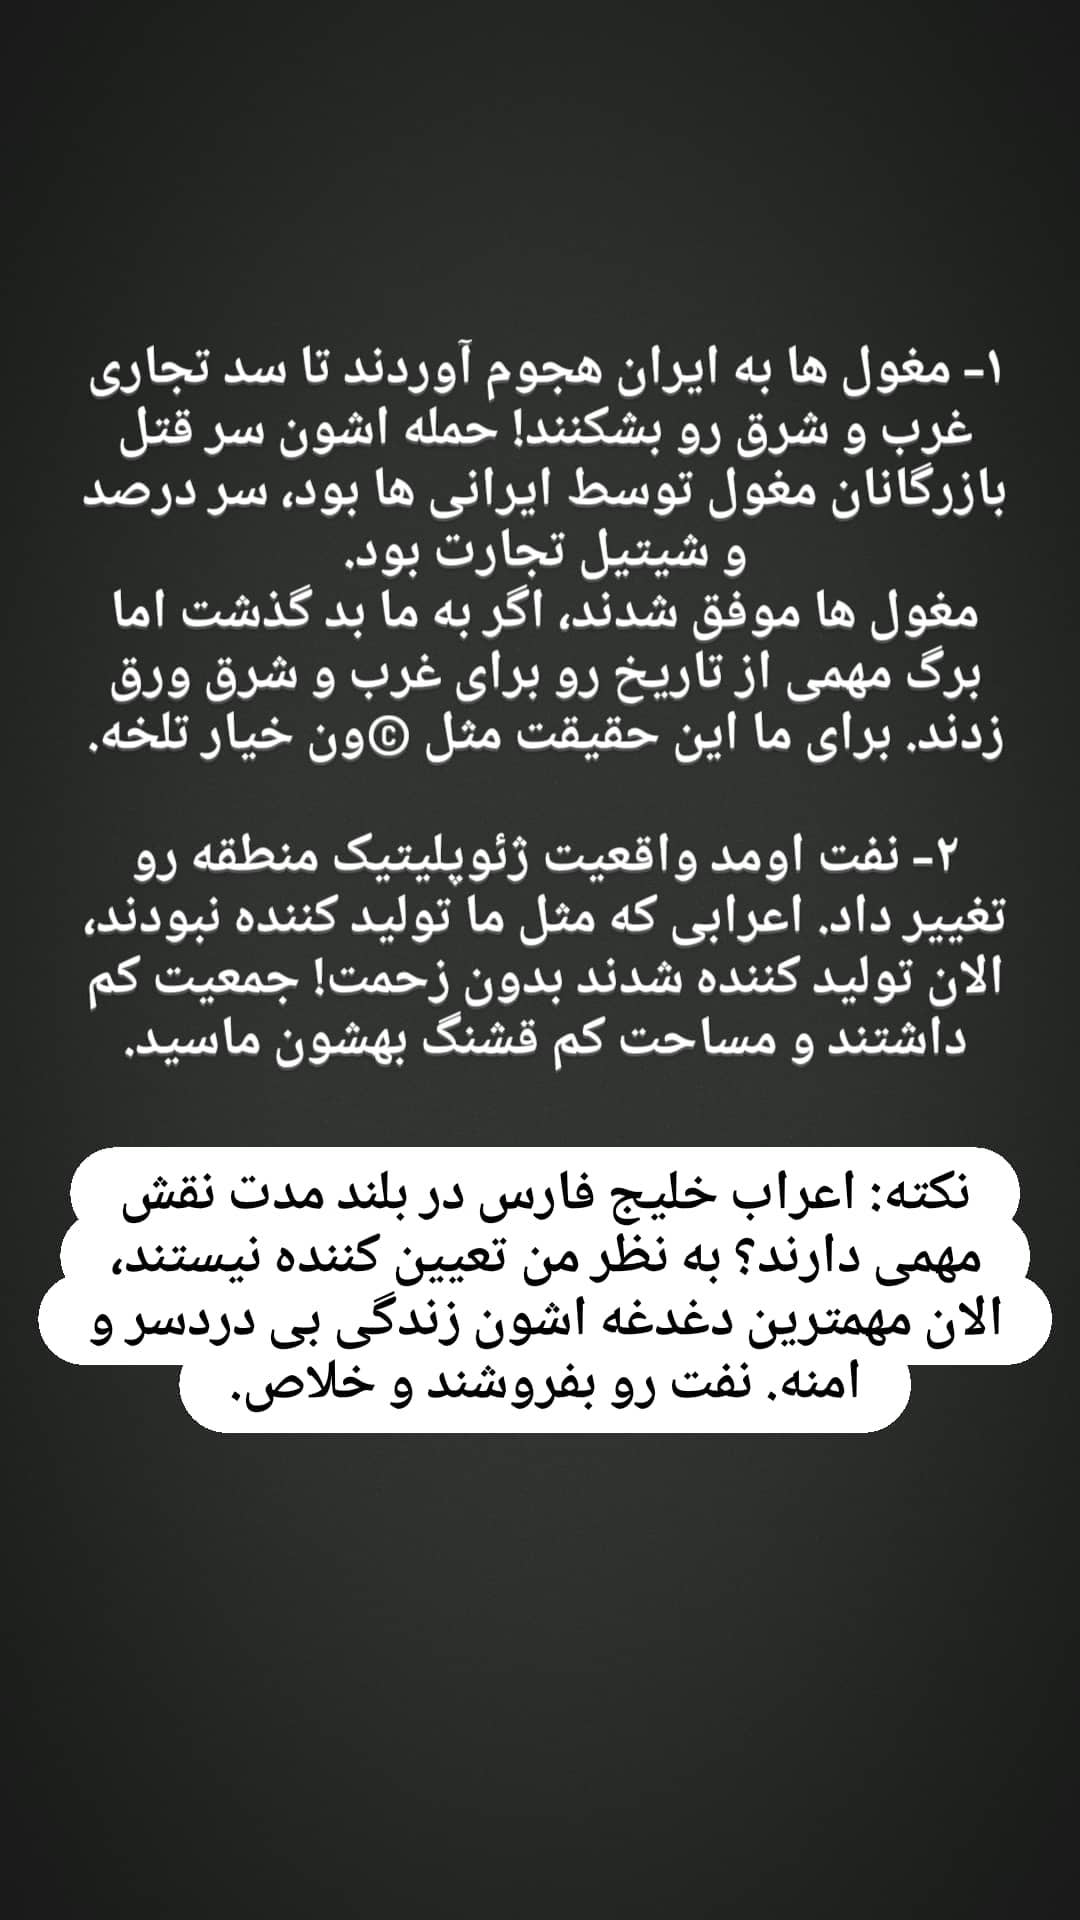 ۱- مغول ها به ایران هجوم آوردند تا سد تجاری
غرب و شرق رو بشکنند! حمله اشون سر قتل
بازرگانان مغول توسط ایرانی ها بود، سر درصد
و شیتیل تجارت بود.
مغول ها موفق شدند، اگر به ما بد گذشت اما
برگ مهمی از تاریخ رو برای غرب و شرق ورق
زدند. برای ما این حقیقت مثل ©ون خیار تلخه.
۲- نفت اومد واقعیت ژئوپلیتیک منطقه رو
تغییر داد. اعرابی که مثل ما تولید کننده نبودند،
الان تولید کننده شدند بدون زحمت! جمعیت کم
داشتند و مساحت کم قشنگ بهشون ماسید.
نکته: اعراب خلیج فارس در بلند مدت نقش
مهمی دارند؟ به نظر من تعیین کننده نیستند،
الان مهمترین دغدغه اشون زندگی بی دردسر و
امنه. نفت رو بفروشند و خلاص.